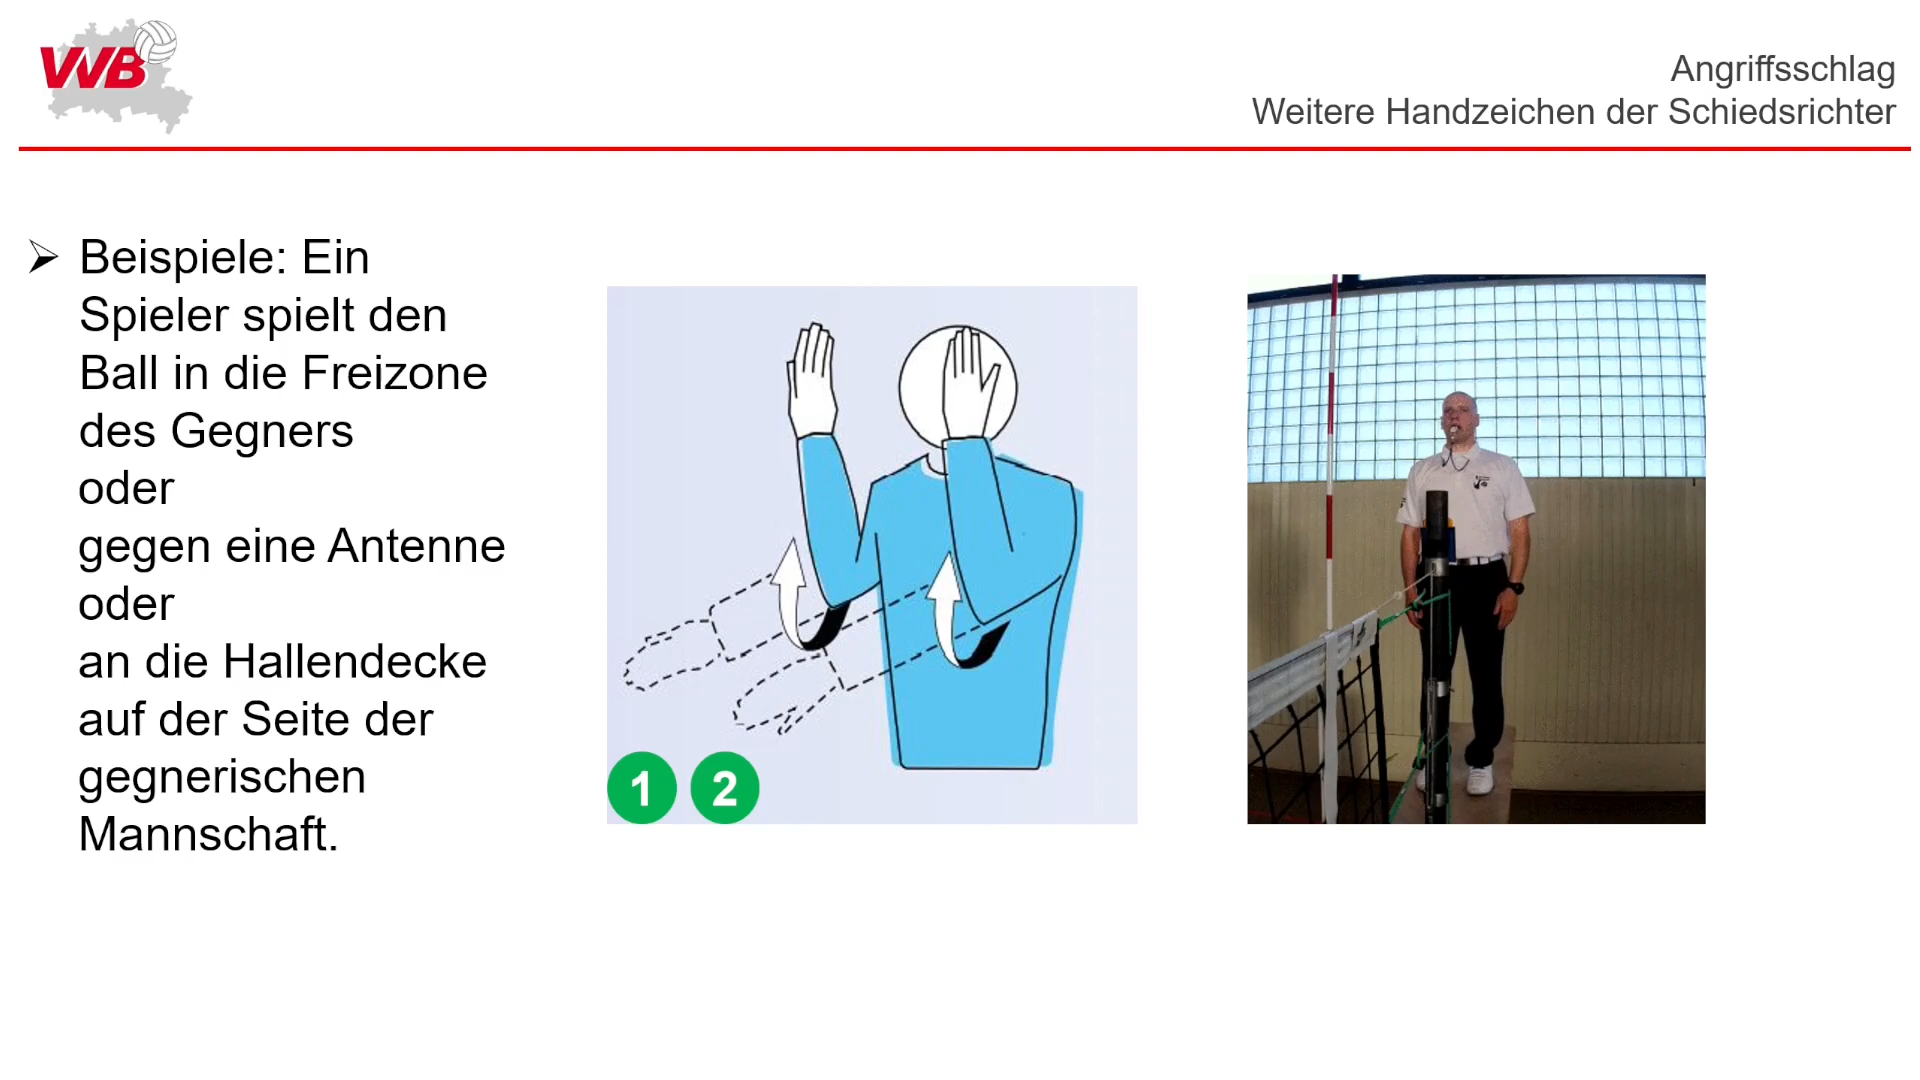 VVB
Angriffsschlag
Weitere Handzeichen der Schiedsrichter
➢ Beispiele: Ein
Spieler spielt den
Ball in die Freizone
des Gegners
oder
gegen eine Antenne
oder
an die Hallendecke
auf der Seite der
gegnerischen
Mannschaft.
1 2